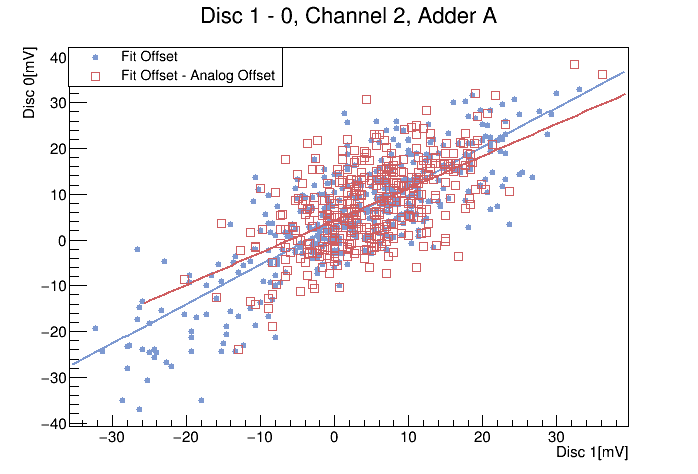 Disc 1 - 0, Channel 2, Adder A
Disc 0[mV]
Fit Offset
Fit Offset - Analog Offset
40
30
20
10
0
−10
−20
−30
−40
−30 −20 −10 0 10 20 30
Disc 1[mV]